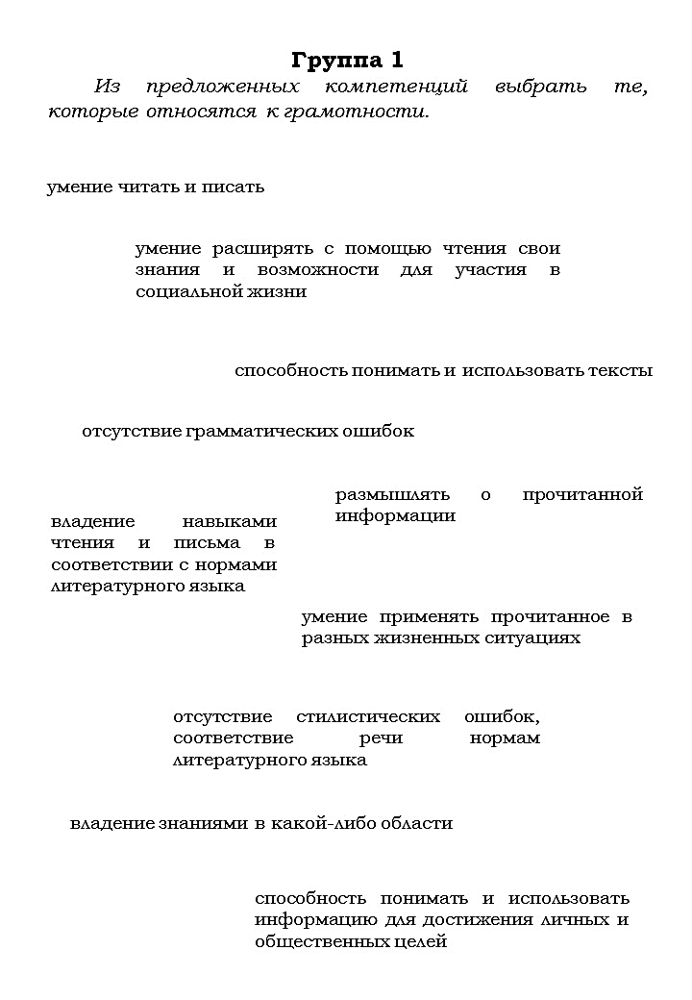 Группа 1
Из предложенных компетенций выбрать те,
которые относятся к грамотности.
умение читать и писать
умение расширять с помощью чтения свои
знания и возможности для участия в
социальной жизни
способность понимать и использовать тексты
отсутствие грамматических ошибок
размышлять о прочитанной
информации
владение навыками
чтения и письма в
соответствии с нормами
литературного языка
умение применять прочитанное в
разных жизненных ситуациях
отсутствие стилистических ошибок,
соответствие речи нормам
литературного языка
владение знаниями в какой-либо области
способность понимать и использовать
информацию для достижения личных и
общественных целей